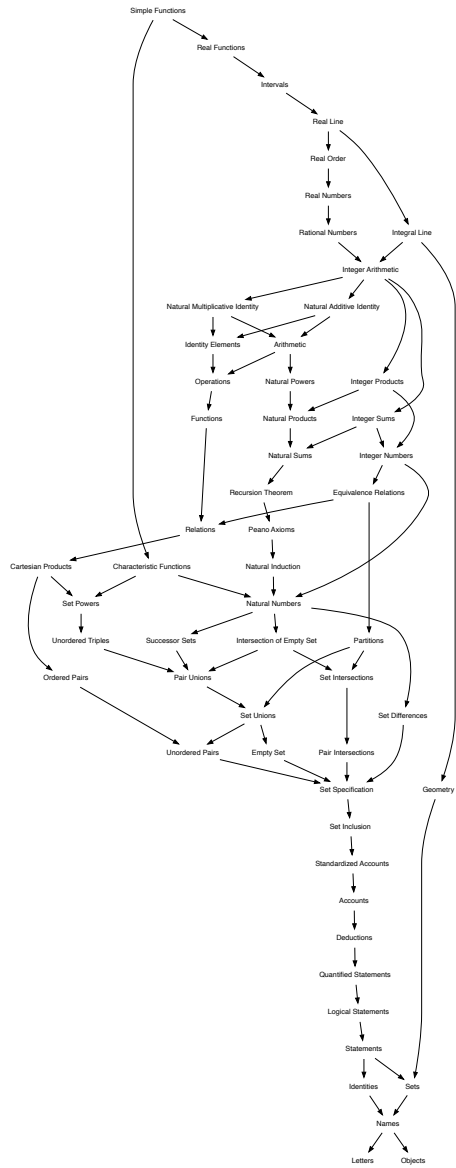 Simple Functions
Real Functions
Intervals
Real Line
Real Order
Real Numbers
Rational Numbers
Integral Line
Integer Arithmetic
Natural Multiplicative Identity
Natural Additive Identity
Identity Elements
Arithmetic
Operations
Natural Powers
Integer Products
Functions
Natural Products
Integer Sums
Natural Sums
Integer Numbers
Recursion Theorem
Equivalence Relations
Relations
Peano Axioms
Cartesian Products
Characteristic Functions
Natural Induction
Set Powers
Natural Numbers
Unordered Triples
Successor Sets
Intersection of Empty Set
Partitions
Ordered Pairs
Pair Unions
Set Intersections
Set Unions
Set Differences
Unordered Pairs
Empty Set
Pair Intersections
Set Specification
Geometry
Set Inclusion
Standardized Accounts
Accounts
Deductions
Quantified Statements
Logical Statements
Statements
Identities
Sets
Names
Letters
Objects